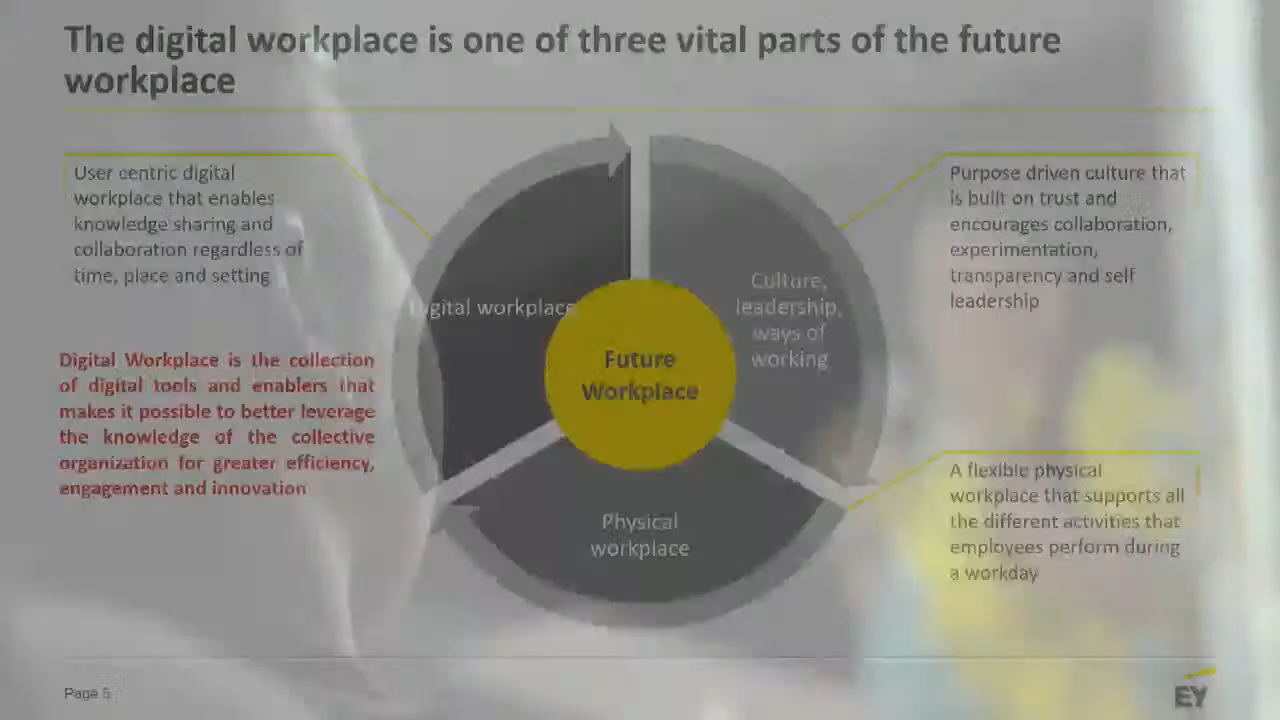 The digital workplace is one of three vital parts of the future
workplace
User centric digital
workplace that enables
knowledge sharing and
collaboration regardless of
time, place and setting
Digital Workplace is the collection
of digital tools and enablers that
makes it possible to better leverage
the knowledge of the collective
organization for greater efficiency,
engagement and innovation
Digital workplace
Culture,
leadership,
ways of
working
Future
Workplace
Physical
workplace
Purpose driven culture that
is built on trust and
encourages collaboration,
experimentation,
transparency and self
leadership
A flexible physical
workplace that supports all
the different activities that
employees perform during
a workday
Page 5
EY